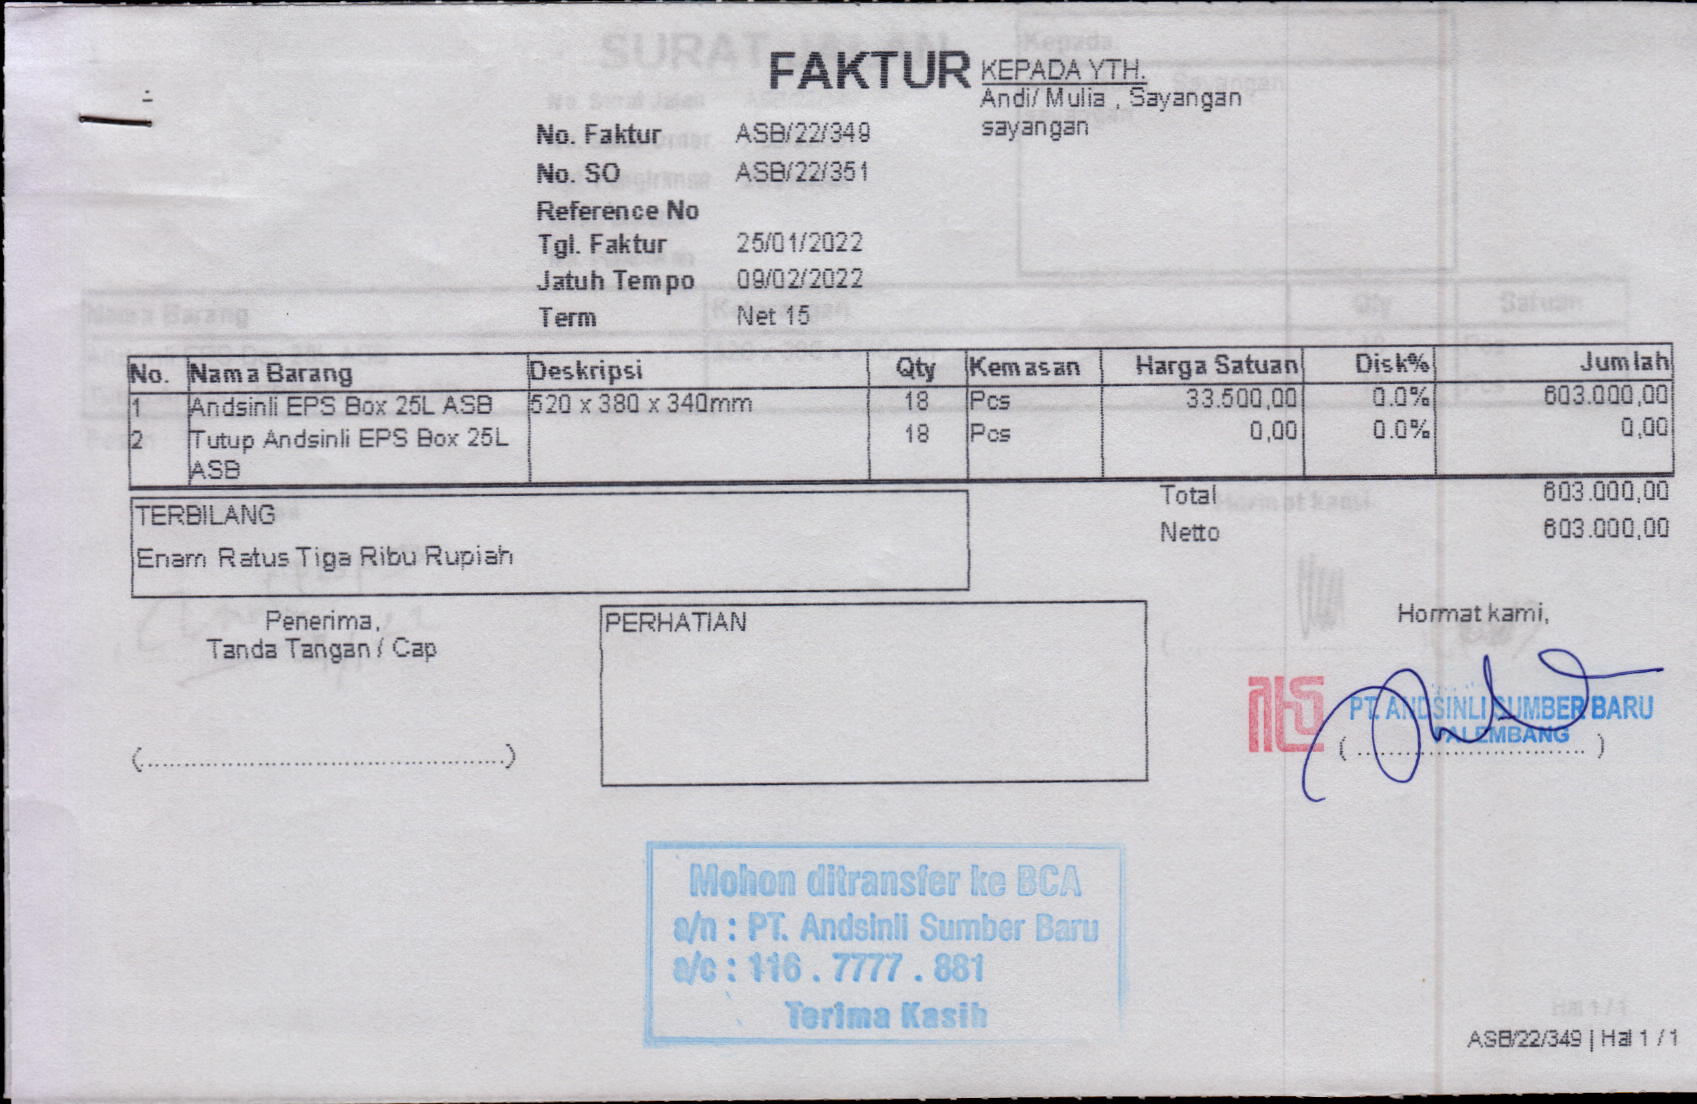 FAKTUR
KEPADA YTH.
Andi/ Mulia , Sayangan
sayangan
No. Faktur ASB/22/349
No. SO ASB/22/351
Reference No
Tgl. Faktur 25/01/2022
Jatuh Tempo 09/02/2022
Term Net 15
No. Nama Barang Deskripsi Qty Kemasan Harga Satuan Disk% Jumlah
1 Andsinli EPS Box 25L ASB 520 x 380 x 340mm 18 Pcs 33.500,00 0.0% 603.000,00
2 Tutup Andsinli EPS Box 25L 18 Pcs 0,00 0.0% 0,00
ASB
Total 603.000,00
Netto 603.000,00
TERBILANG
Enam Ratus Tiga Ribu Rupiah
Penerima,
Tanda Tangan / Cap
(................................................)
PERHATIAN
Hormat kami,
PT. ANDSINLI SUMBER BARU
PALEMBANG
( ................................ )
Mohon ditransfer ke BCA
a/n : PT. Andsinli Sumber Baru
a/c : 116 . 7777 . 881
Terima Kasih
ASB/22/349 | Hal 1 / 1